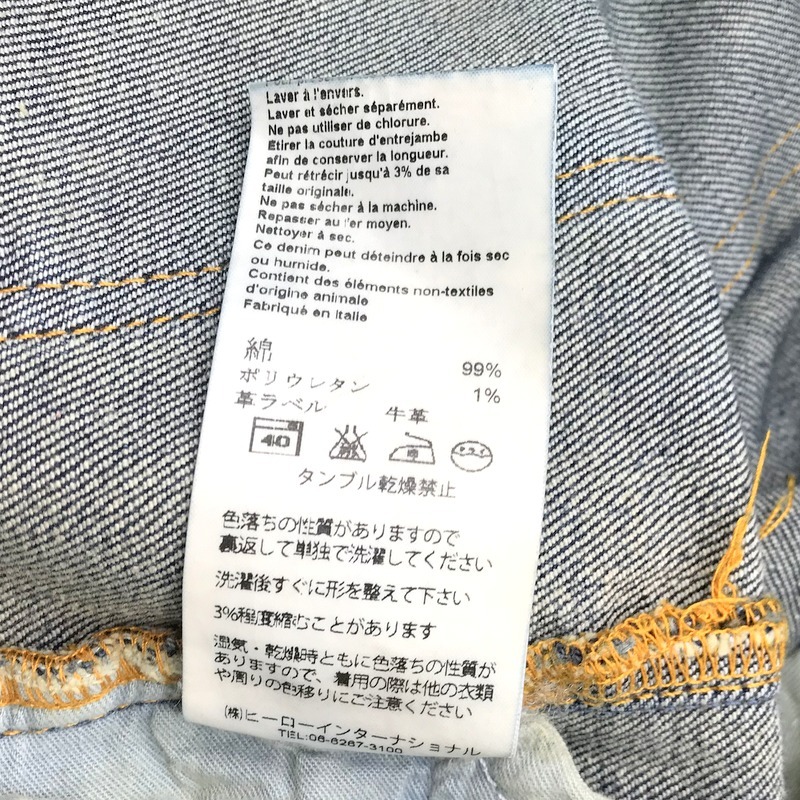 Laver à l'envers.
Laver et sécher séparément.
Ne pas utiliser de chlorure.
Étirer la couture d'entrejambe
afin de conserver la longueur.
Peut rétrécir jusqu'à 3% de sa
taille originale.
Ne pas sécher à la machine.
Repasser au fer moyen.
Nettoyer à sec.
Ce denim peut déteindre à la fois sec
ou humide.
Contient des éléments non-textiles
d'origine animale
Fabriqué en Italie
綿 99%
ポリウレタン 1%
革ラベル 牛革
40
タンブル乾燥禁止
色落ちの性質がありますので
裏返して単独で洗濯してください
洗濯後すぐに形を整えて下さい
3%程度縮むことがあります
湿気・乾燥時ともに色落ちの性質が
ありますので、着用の際は他の衣類
や周りの色移りにご注意ください
(株)ヒーローインターナショナル
TEL:06-6267-3100